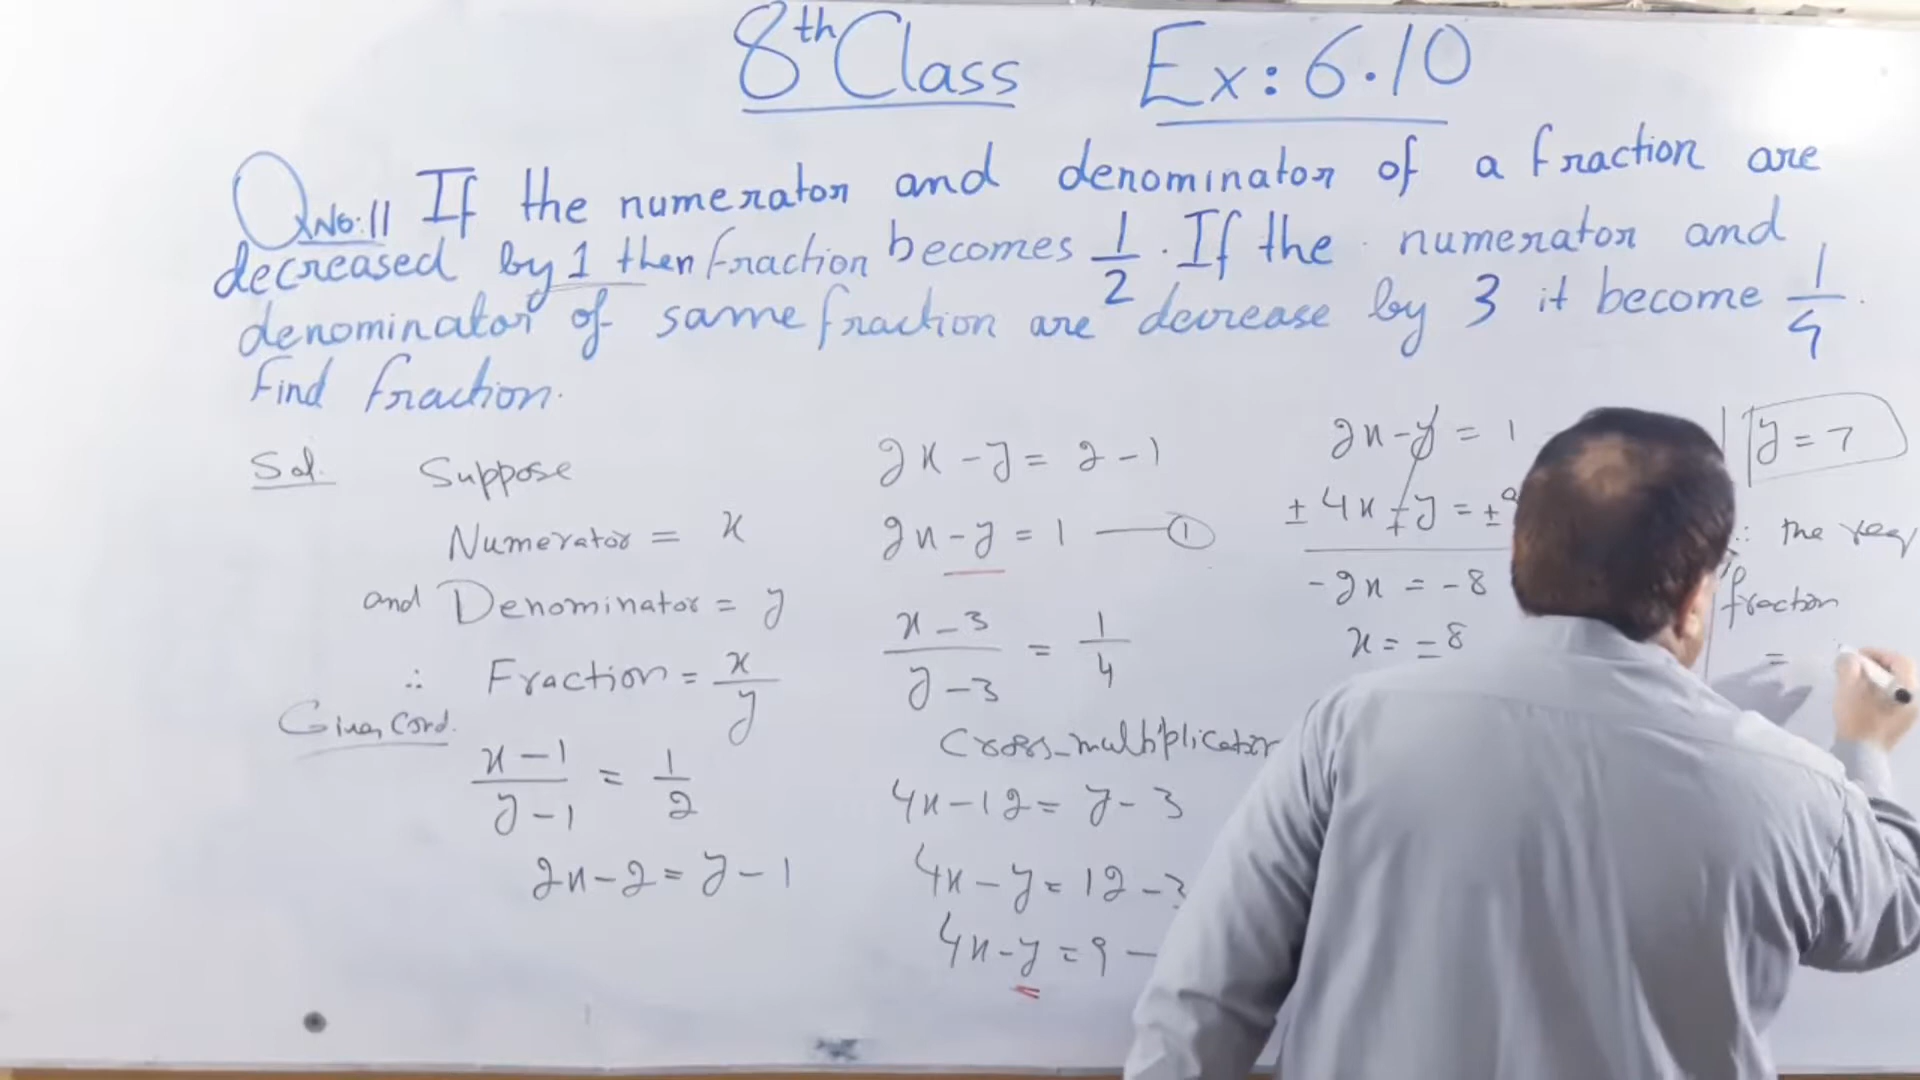 8th Class Ex: 6.10
QNo:11 If the numerator and denominator of a fraction are
decreased by 1 then fraction becomes 1/2. If the numerator and
denominator of same fraction are decrease by 3 it become 1/4.
Find fraction.
Sol. Suppose
Numerator = x
and Denominator = y
∴ Fraction = x/y
Given Cord.
x-1/y-1 = 1/2
2x-2 = y-1
2x-y = 2-1
2x-y = 1 —①
x-3/y-3 = 1/4
Cross-multiplication
4x-12 = y-3
4x-y = 12-3
4x-y = 9 —
2x-y = 1
±4x∓y = ±9
-2x = -8
x = -8
y = 7
∴ the req
fraction
=